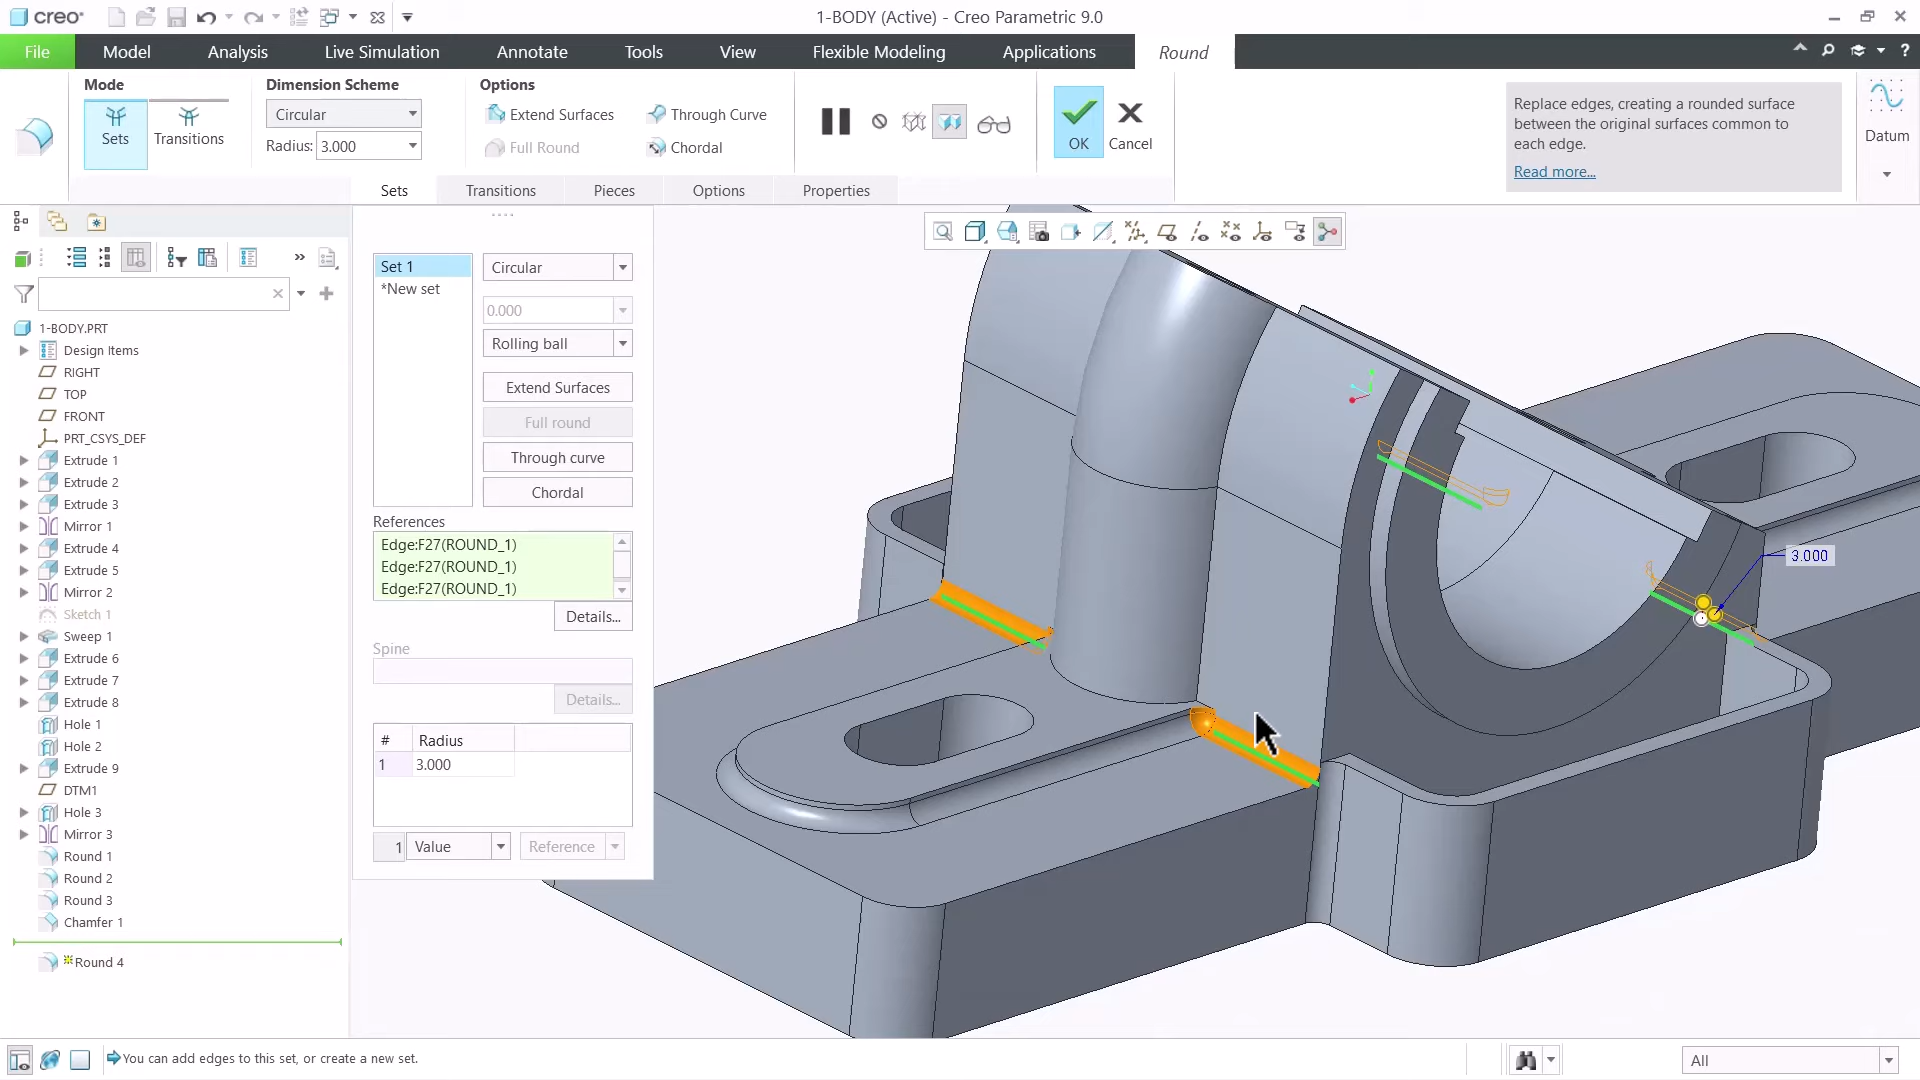 creo
1-BODY (Active) - Creo Parametric 9.0
File
Model
Analysis
Live Simulation
Annotate
Tools
View
Flexible Modeling
Applications
Round
Mode
Sets
Transitions
Dimension Scheme
Circular
Radius: 3.000
Options
Extend Surfaces
Through Curve
Full Round
Chordal
OK
Cancel
Replace edges, creating a rounded surface
between the original surfaces common to
each edge.
Read more...
Datum
Sets
Transitions
Pieces
Options
Properties
1-BODY.PRT
Design Items
RIGHT
TOP
FRONT
PRT_CSYS_DEF
Extrude 1
Extrude 2
Extrude 3
Mirror 1
Extrude 4
Extrude 5
Mirror 2
Sketch 1
Sweep 1
Extrude 6
Extrude 7
Extrude 8
Hole 1
Hole 2
Extrude 9
DTM1
Hole 3
Mirror 3
Round 1
Round 2
Round 3
Chamfer 1
Round 4
Set 1
*New set
Circular
0.000
Rolling ball
Extend Surfaces
Full round
Through curve
Chordal
References
Edge:F27(ROUND_1)
Edge:F27(ROUND_1)
Edge:F27(ROUND_1)
Details...
Spine
Details...
# Radius
1 3.000
1 Value Reference
3.000
You can add edges to this set, or create a new set.
All